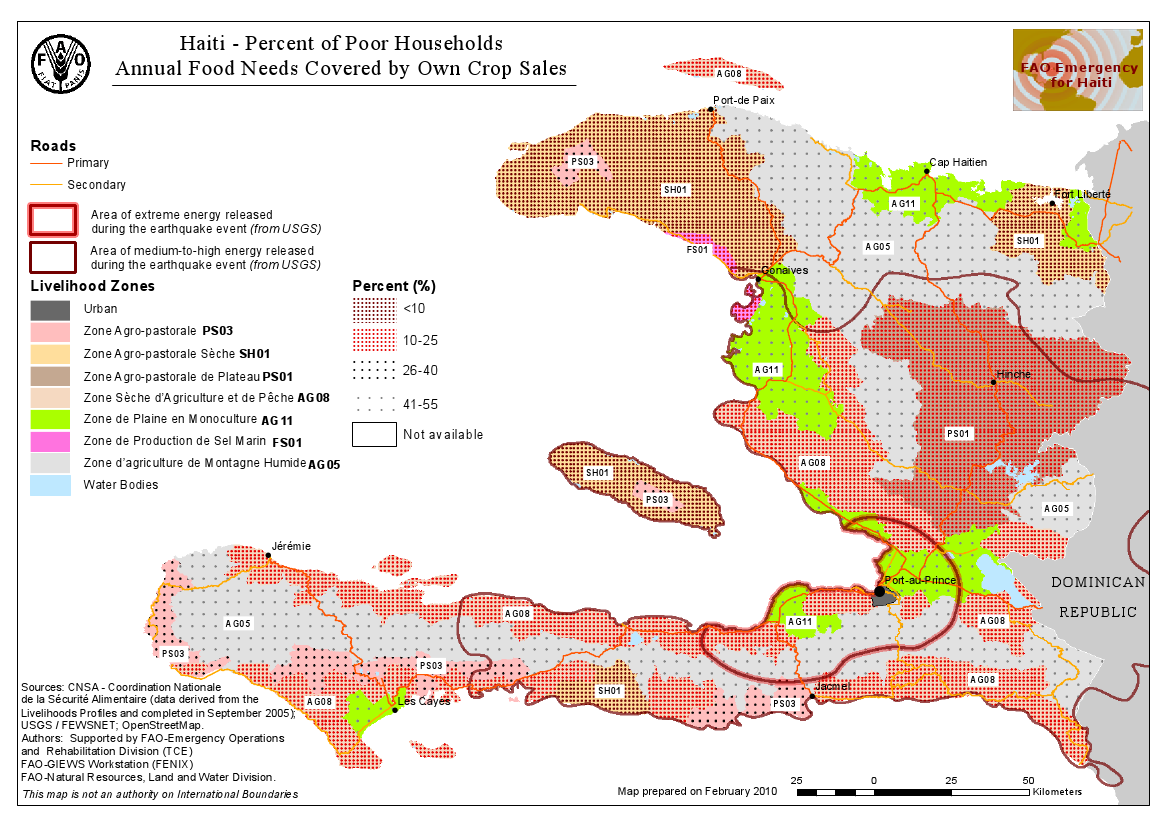 Haiti - Percent of Poor Households
Annual Food Needs Covered by Own Crop Sales
F A O
FIAT PANIS
FAO Emergency
for Haiti
Roads
Primary
Secondary
Area of extreme energy released
during the earthquake event (from USGS)
Area of medium-to-high energy released
during the earthquake event (from USGS)
Livelihood Zones
Urban
Zone Agro-pastorale PS03
Zone Agro-pastorale Sèche SH01
Zone Agro-pastorale de Plateau PS01
Zone Sèche d'Agriculture et de Pêche AG08
Zone de Plaine en Monoculture AG11
Zone de Production de Sel Marin FS01
Zone d'agriculture de Montagne Humide AG05
Water Bodies
Percent (%)
<10
10-25
26-40
41-55
Not available
AG08
Port-de Paix
PS03
SH01
Cap Haitien
Fort Liberté
AG11
SH01
AG05
FS01
Gonaives
AG11
Hinche
PS01
AG08
SH01
PS03
AG05
Jérémie
Port-au-Prince
DOMINICAN
REPUBLIC
AG05
AG08
AG11
AG08
PS03
PS03
AG08
Jacmel
SH01
PS03
AG08
Les Cayes
Sources: CNSA - Coordination Nationale
de la Sécurité Alimentaire (data derived from the
Livelihoods Profiles and completed in September 2005);
USGS / FEWSNET; OpenStreetMap.
Authors: Supported by FAO-Emergency Operations
and Rehabilitation Division (TCE)
FAO-GIEWS Workstation (FENIX)
FAO-Natural Resources, Land and Water Division.
This map is not an authority on International Boundaries
Map prepared on February 2010
25 0 25 50
Kilometers